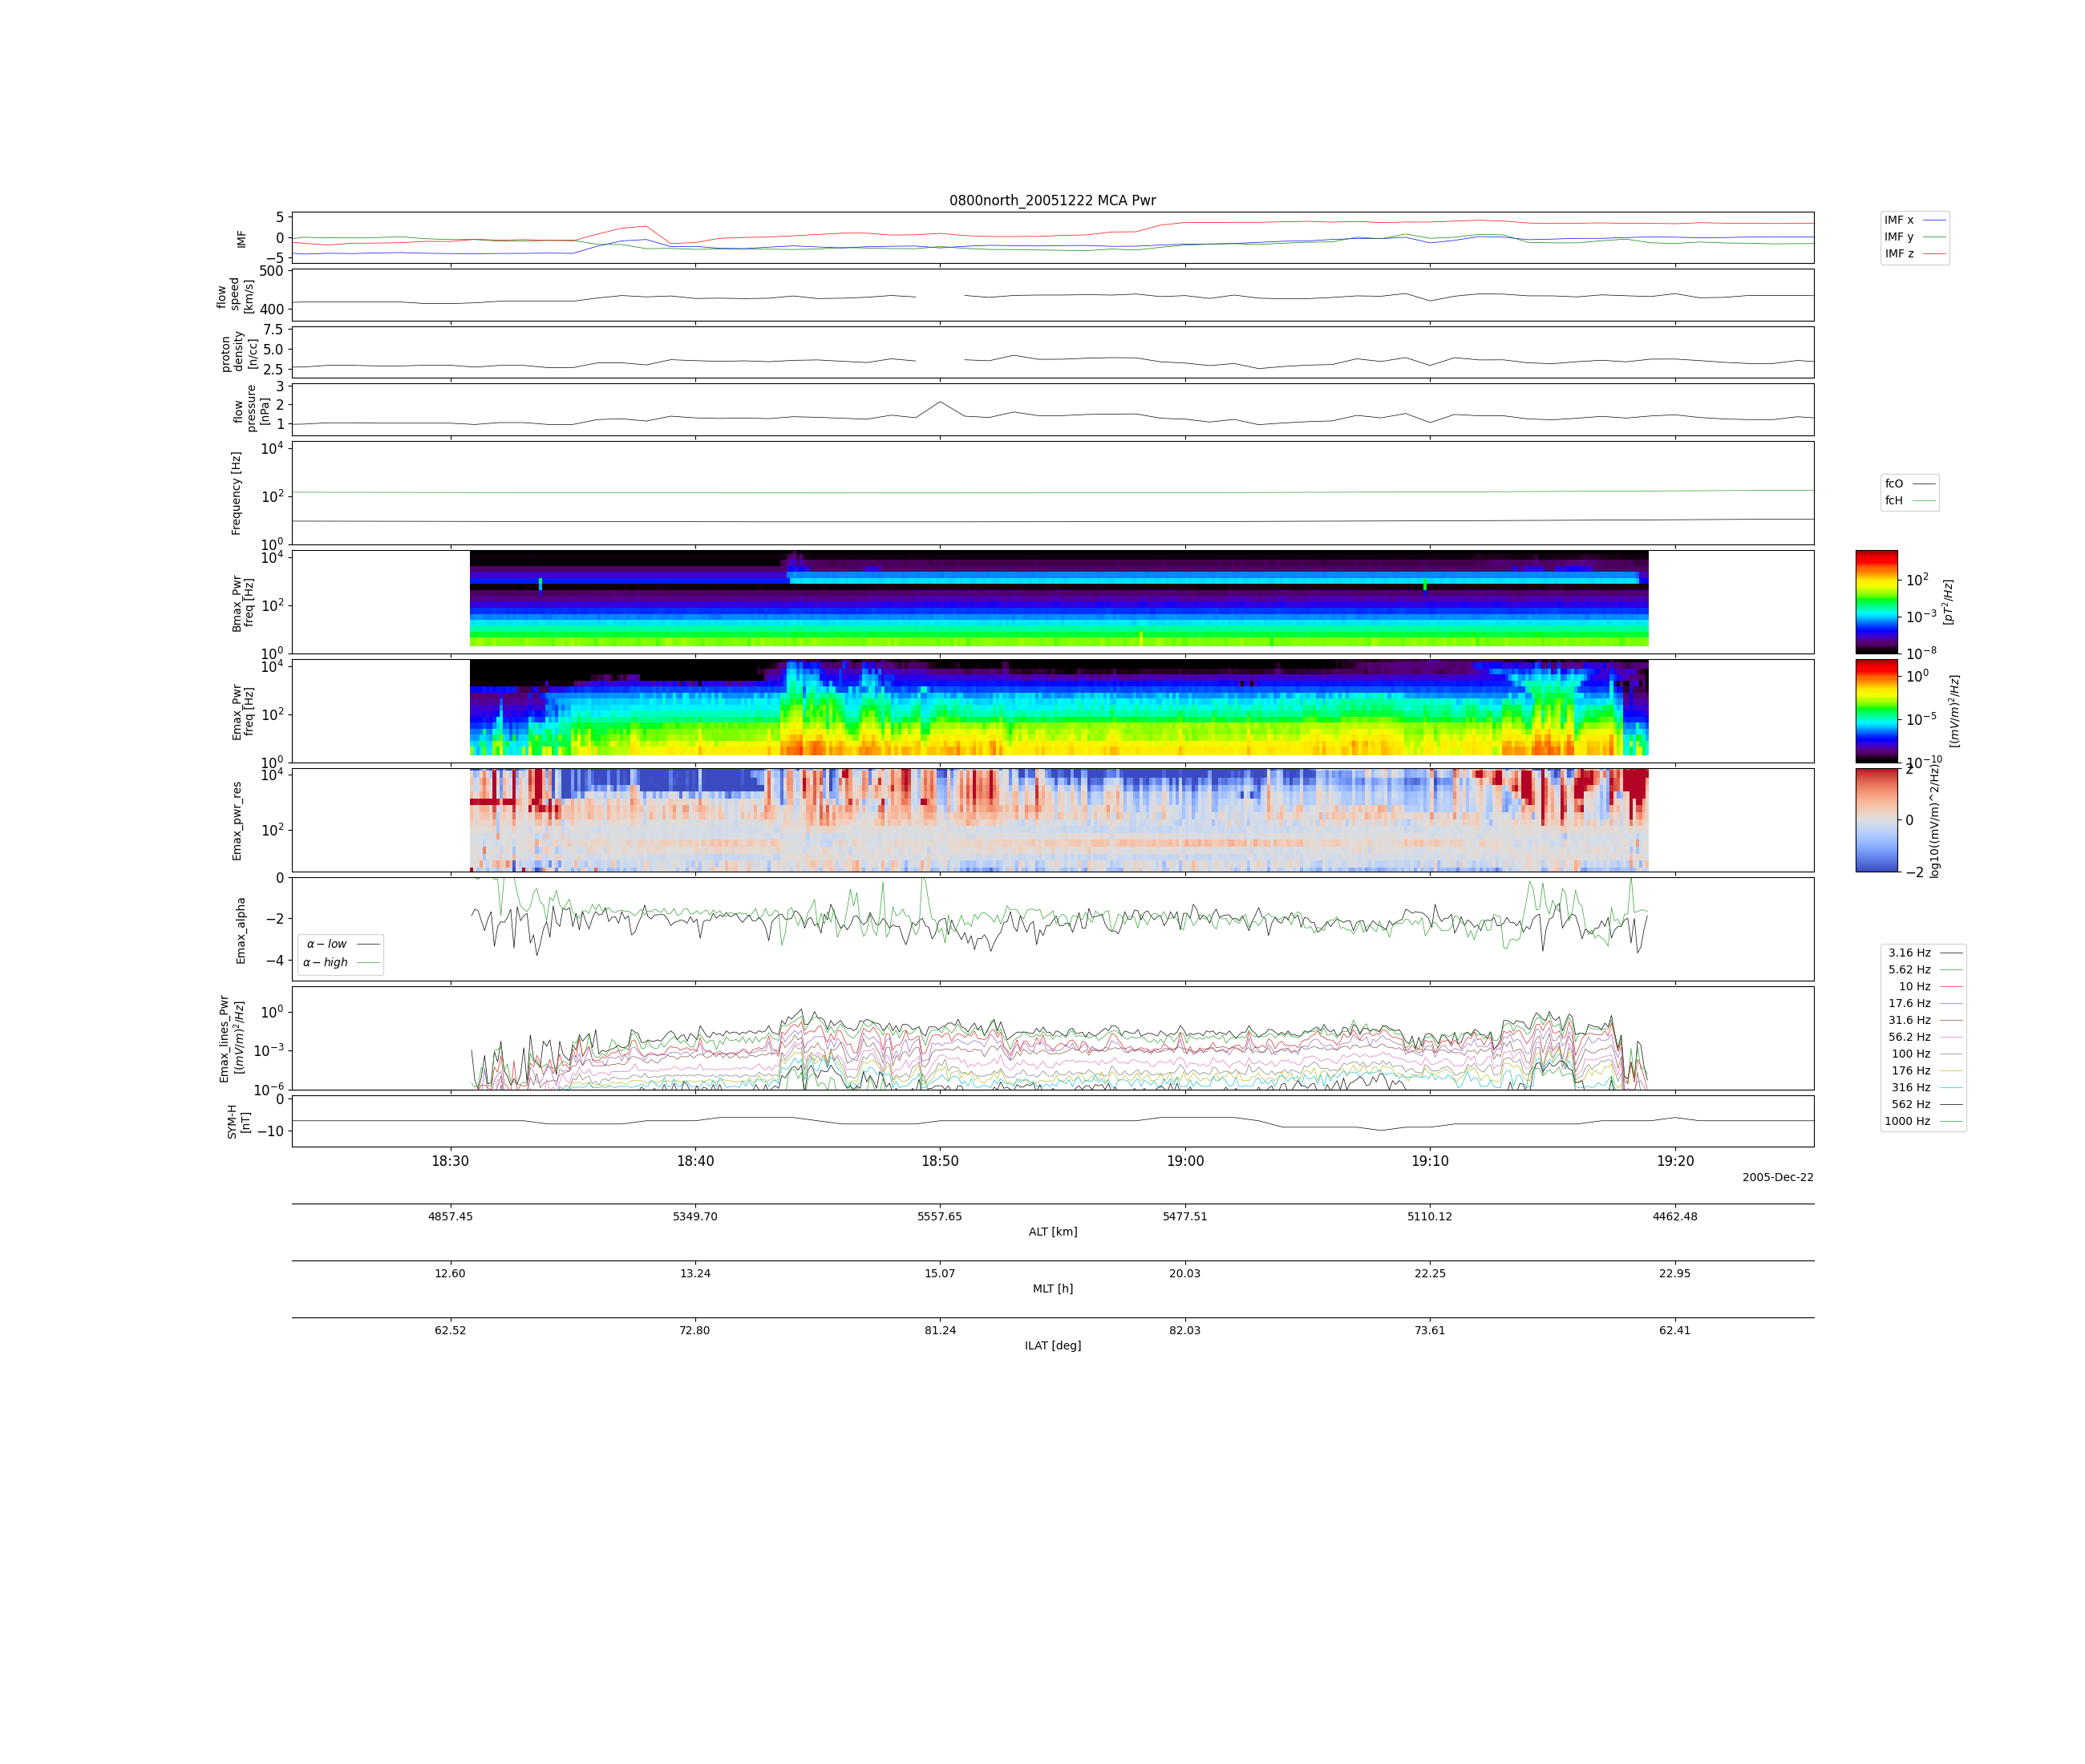 0800north_20051222 MCA Pwr
IMF
5
0
−5
IMF x
IMF y
IMF z
flow
speed
[km/s]
500
400
proton
density
[n/cc]
7.5
5.0
2.5
flow
pressure
[nPa]
3
2
1
Frequency [Hz]
10^4
10^2
10^0
fcO
fcH
Bmax_Pwr
freq [Hz]
10^4
10^2
10^0
10^2
10^−3
10^−8
[pT^2/Hz]
Emax_Pwr
freq [Hz]
10^4
10^2
10^0
10^0
10^−5
10^−10
[(mV/m)^2/Hz]
Emax_pwr_res
10^4
10^2
2
0
−2
log10((mV/m)^2/Hz)
Emax_alpha
0
−2
−4
α − low
α − high
Emax_lines_Pwr
[(mV/m)^2/Hz]
10^0
10^−3
10^−6
3.16 Hz
5.62 Hz
10 Hz
17.6 Hz
31.6 Hz
56.2 Hz
100 Hz
176 Hz
316 Hz
562 Hz
1000 Hz
SYM-H
[nT]
0
−10
18:30 18:40 18:50 19:00 19:10 19:20
2005-Dec-22
4857.45 5349.70 5557.65 5477.51 5110.12 4462.48
ALT [km]
12.60 13.24 15.07 20.03 22.25 22.95
MLT [h]
62.52 72.80 81.24 82.03 73.61 62.41
ILAT [deg]